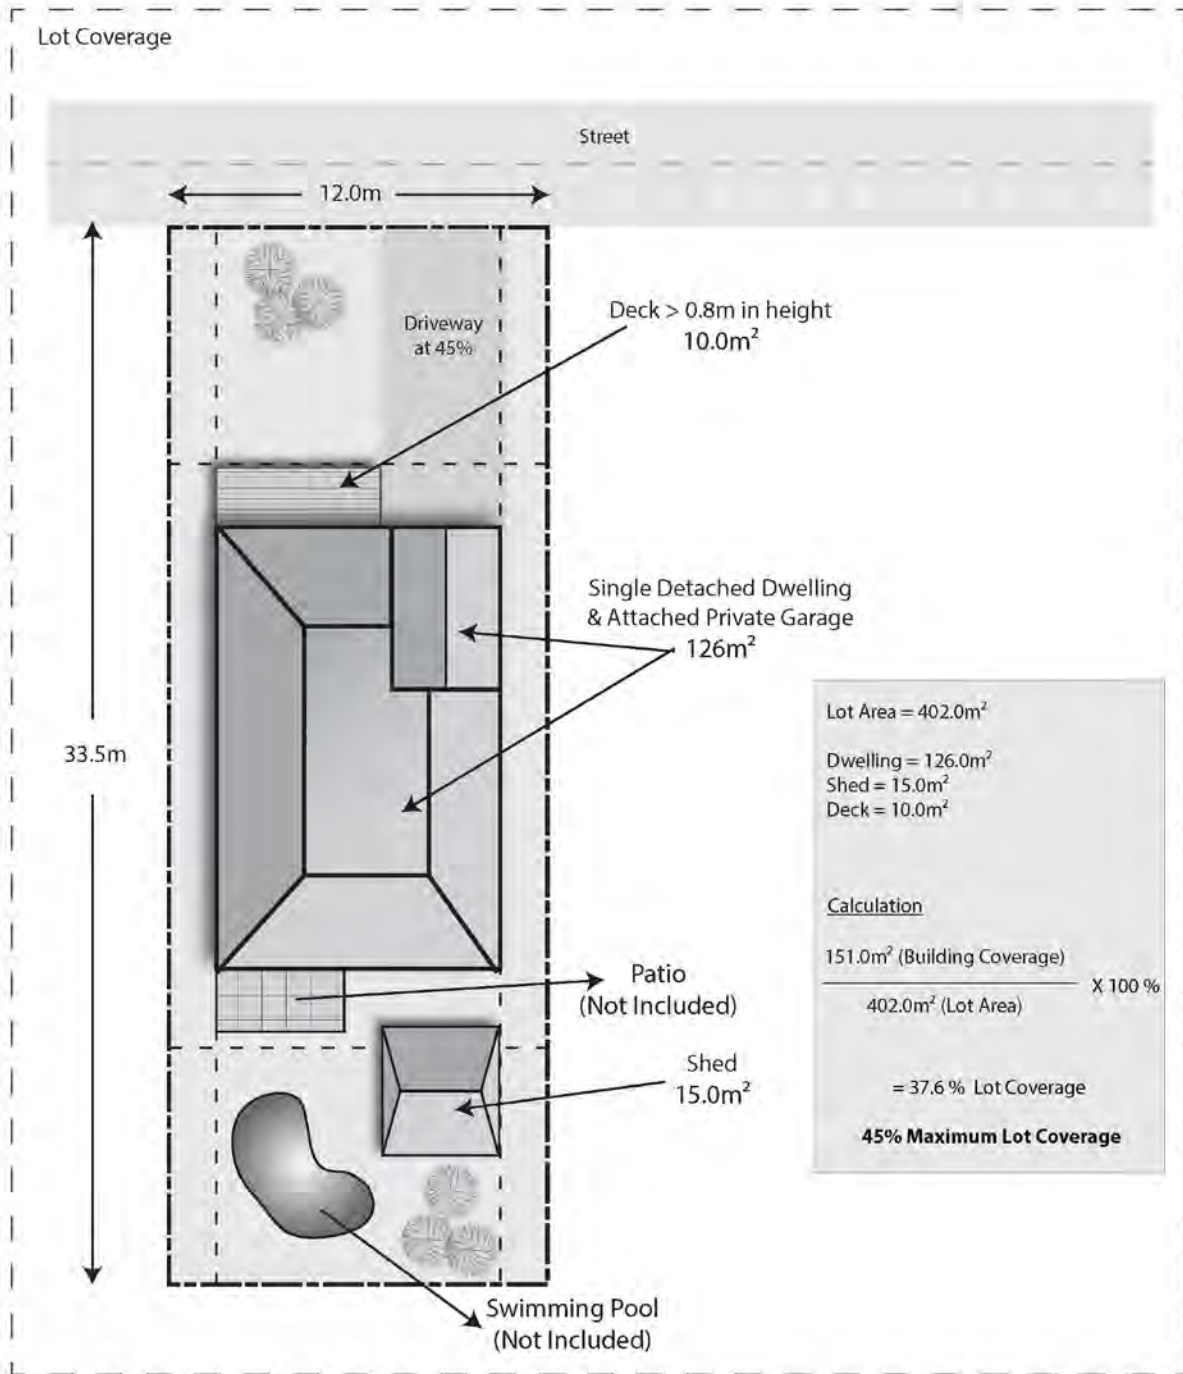 Lot Coverage
Street
12.0m
Deck > 0.8m in height
10.0m²
Driveway
at 45%
Single Detached Dwelling
& Attached Private Garage
126m²
33.5m
Lot Area = 402.0m²
Dwelling = 126.0m²
Shed = 15.0m²
Deck = 10.0m²
Calculation
151.0m² (Building Coverage)
X 100 %
402.0m² (Lot Area)
= 37.6 % Lot Coverage
45% Maximum Lot Coverage
Patio
(Not Included)
Shed
15.0m²
Swimming Pool
(Not Included)